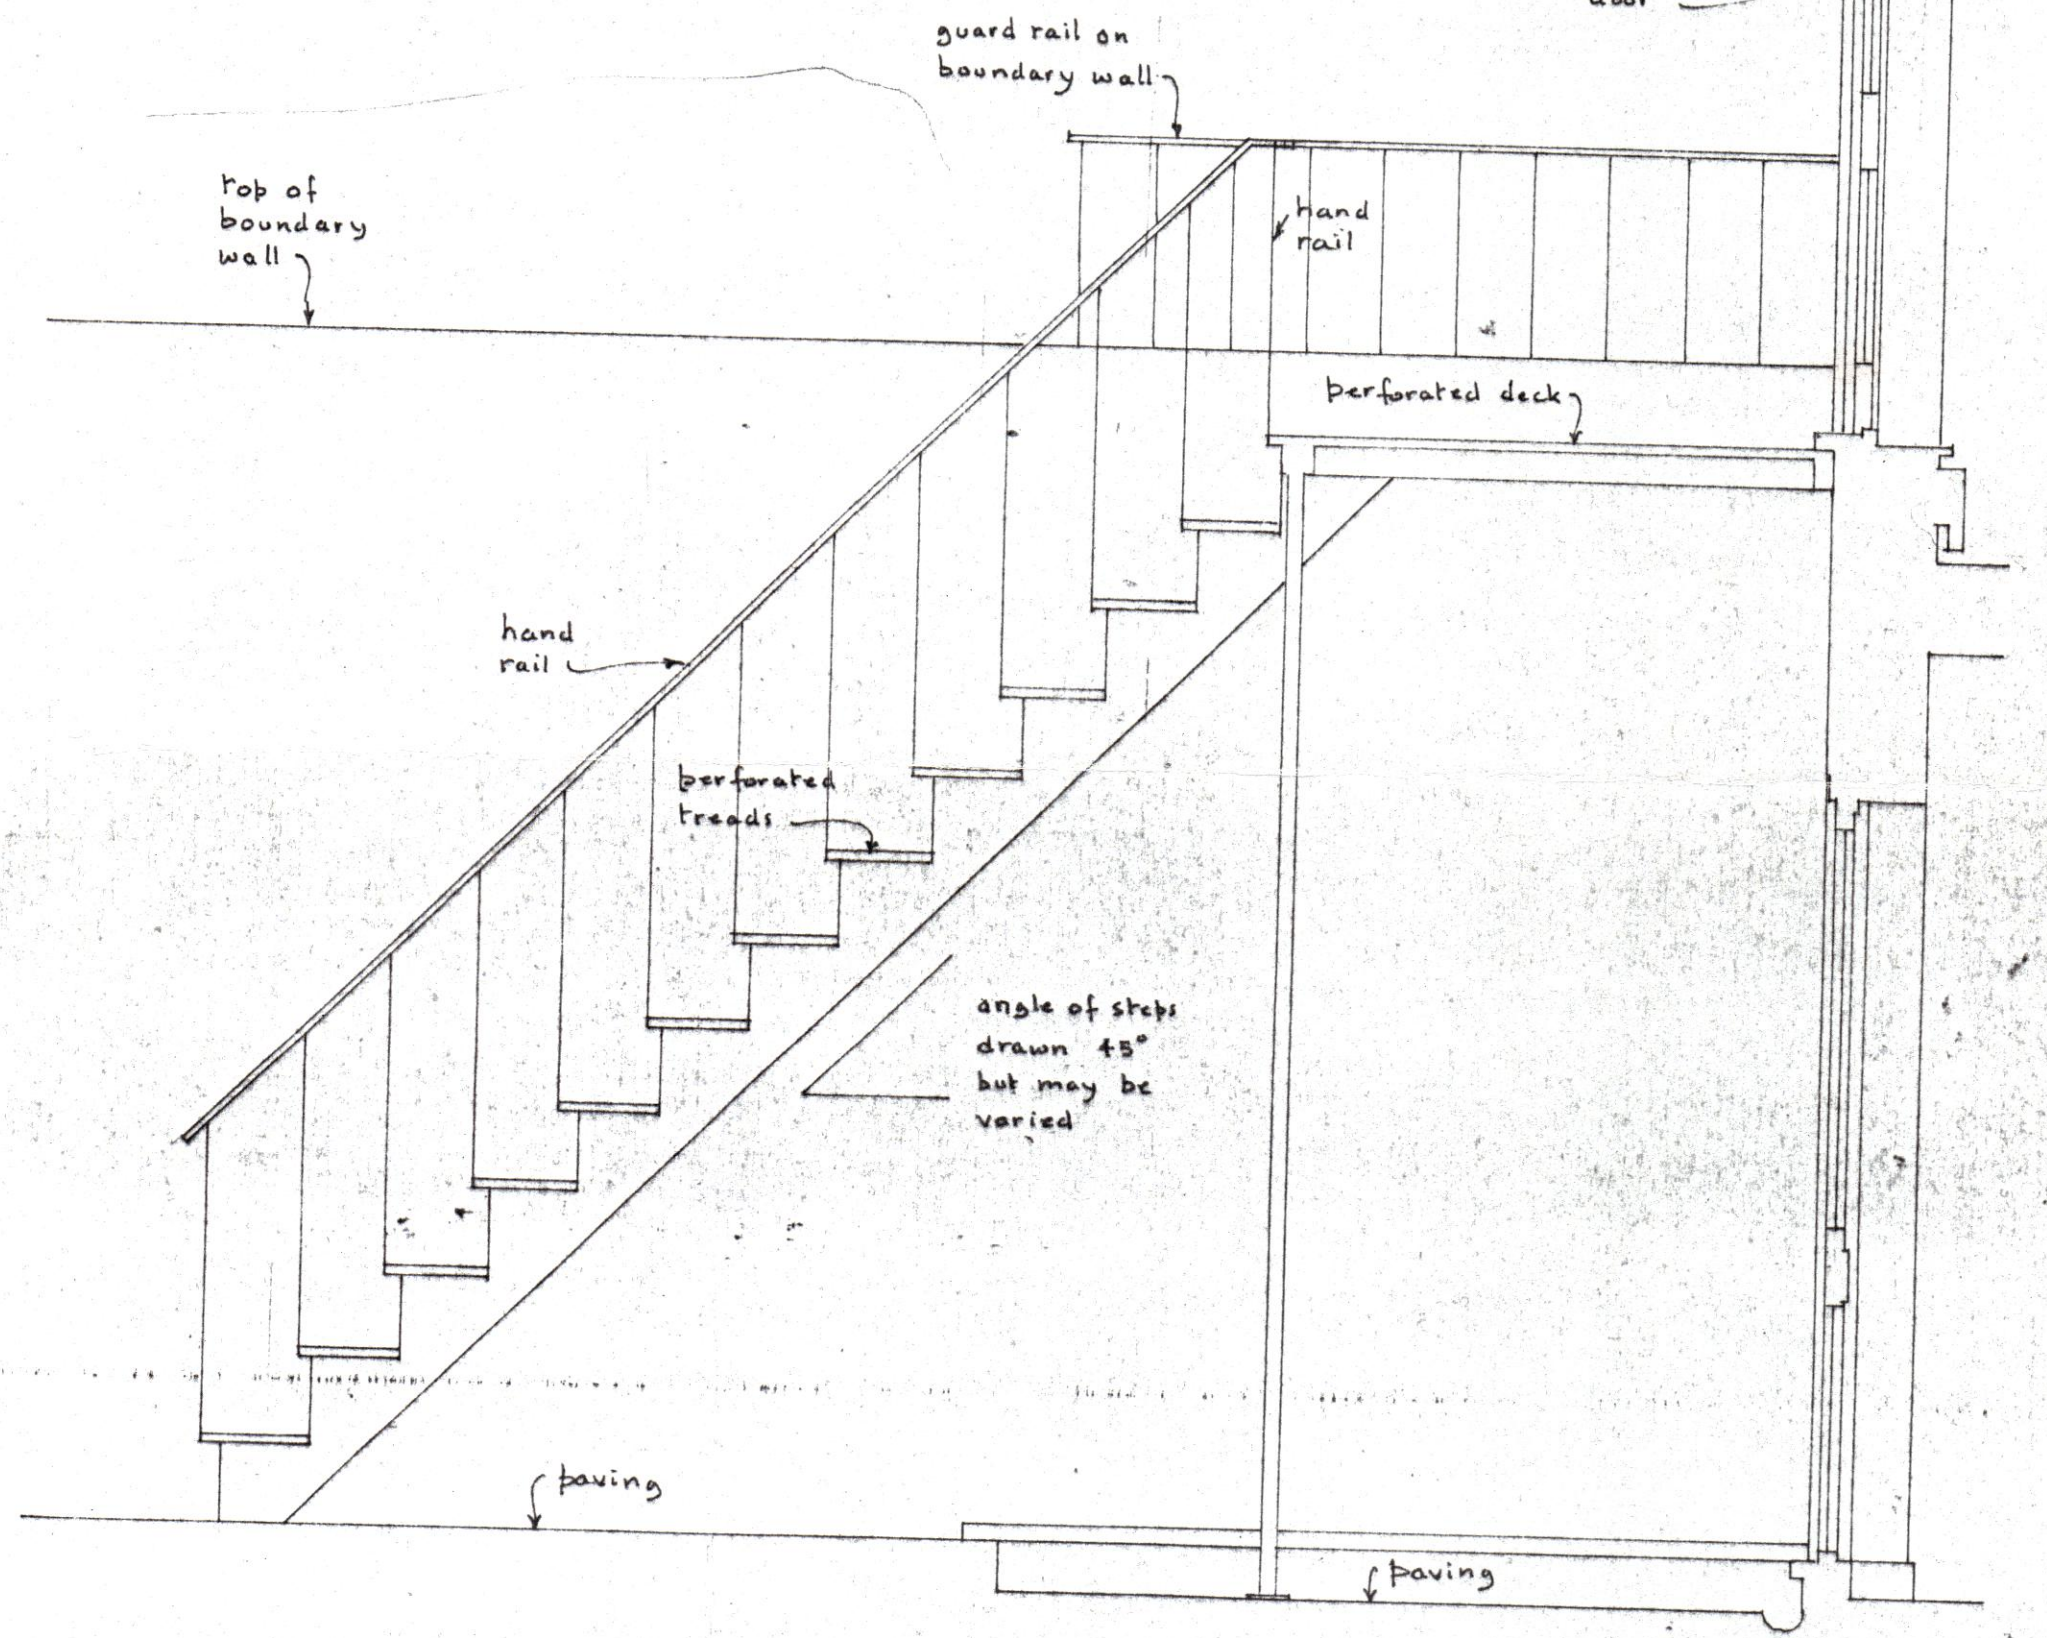 guard rail on
boundary wall
top of
boundary
wall
hand
rail
perforated deck
hand
rail
perforated
treads
angle of steps
drawn 45°
but may be
varied
paving
paving